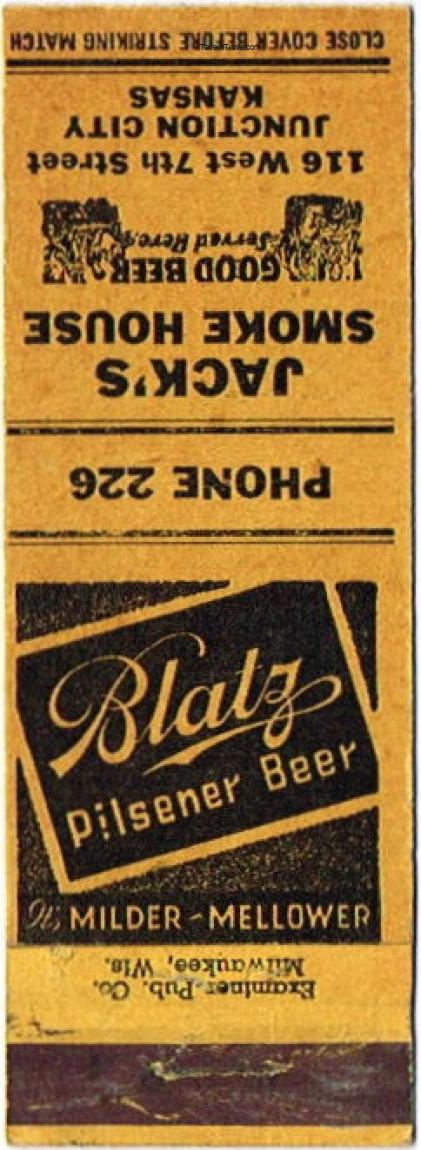 CLOSE COVER BEFORE STRIKING MATCH
116 West 7th Street
JUNCTION CITY
KANSAS
JACK'S
SMOKE HOUSE
GOOD BEER
Served Here
PHONE 226
Blatz
Pilsener Beer
It's MILDER - MELLOWER
Examiner Pub. Co.
Milwaukee, Wis.